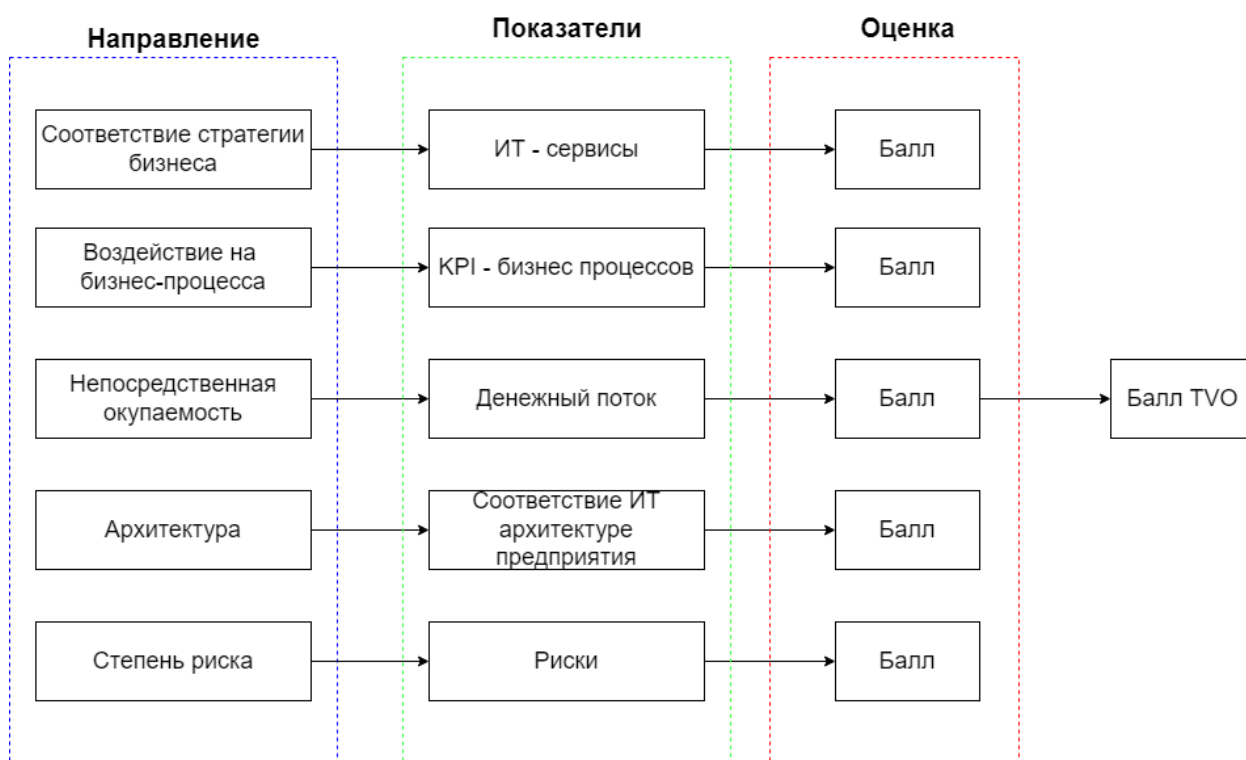 Направление
Показатели
Оценка
Соответствие стратегии
бизнеса
ИТ - сервисы
Балл
Воздействие на
бизнес-процесса
KPI - бизнес процессов
Балл
Непосредственная
окупаемость
Денежный поток
Балл
Балл TVO
Архитектура
Соответствие ИТ
архитектуре
предприятия
Балл
Степень риска
Риски
Балл